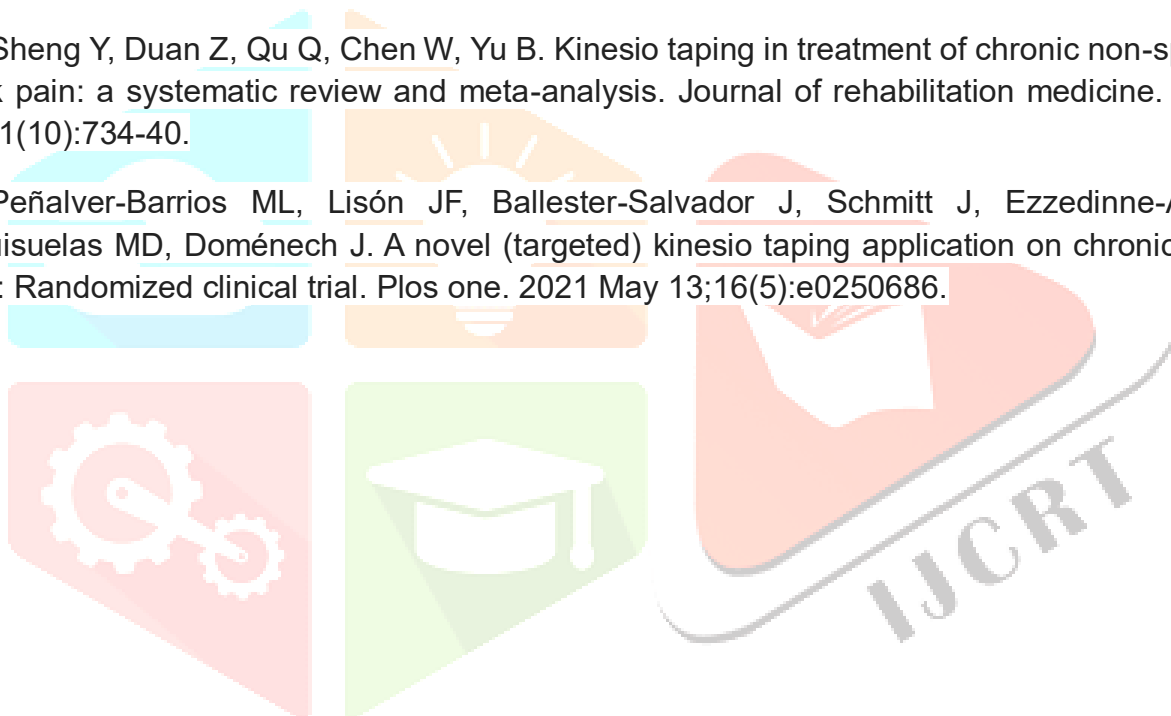 Sheng Y, Duan Z, Qu Q, Chen W, Yu B. Kinesio taping in treatment of chronic non-s
pain: a systematic review and meta-analysis. Journal of rehabilitation medicine.
1(10):734-40.
Peñalver-Barrios ML, Lisón JF, Ballester-Salvador J, Schmitt J, Ezzedinne-A
isuelas MD, Doménech J. A novel (targeted) kinesio taping application on chronic
: Randomized clinical trial. Plos one. 2021 May 13;16(5):e0250686.
IJCRT